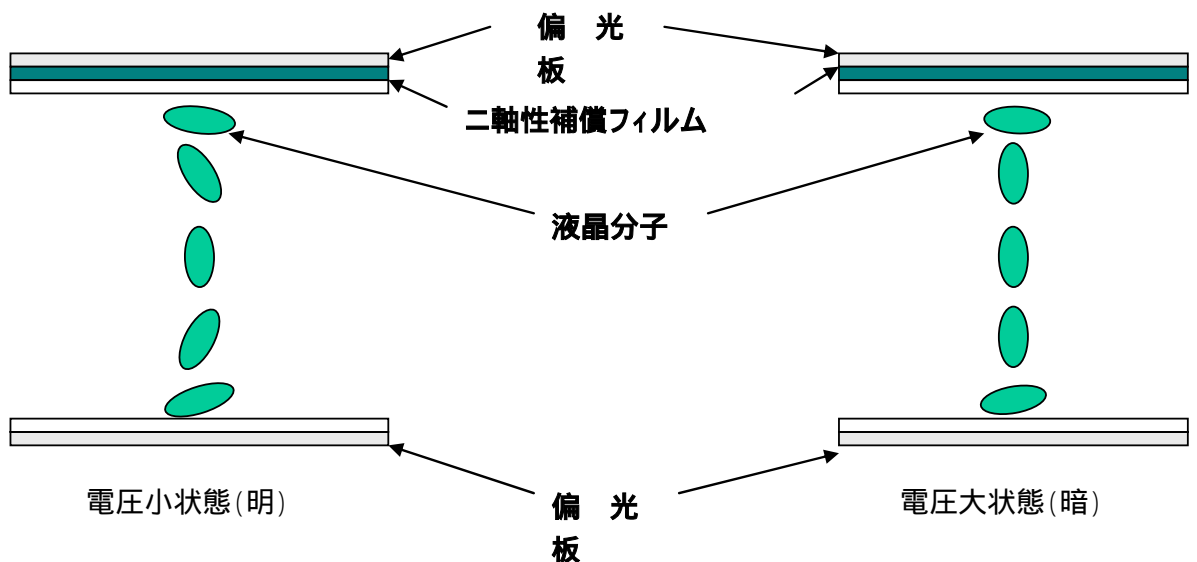 偏　光
板
二軸性補償フィルム
液晶分子
電圧小状態(明)
電圧大状態(暗)
偏　光
板